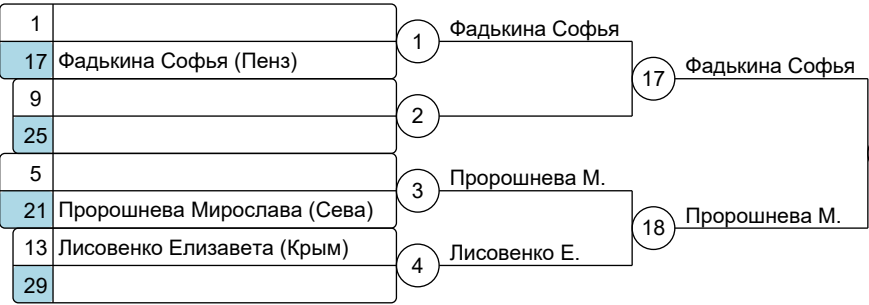 1
17 Фадькина Софья (Пенз)
1 Фадькина Софья
9
25
2
17 Фадькина Софья
5
21 Пророшнева Мирослава (Сева)
3 Пророшнева М.
13 Лисовенко Елизавета (Крым)
29
4 Лисовенко Е.
18 Пророшнева М.